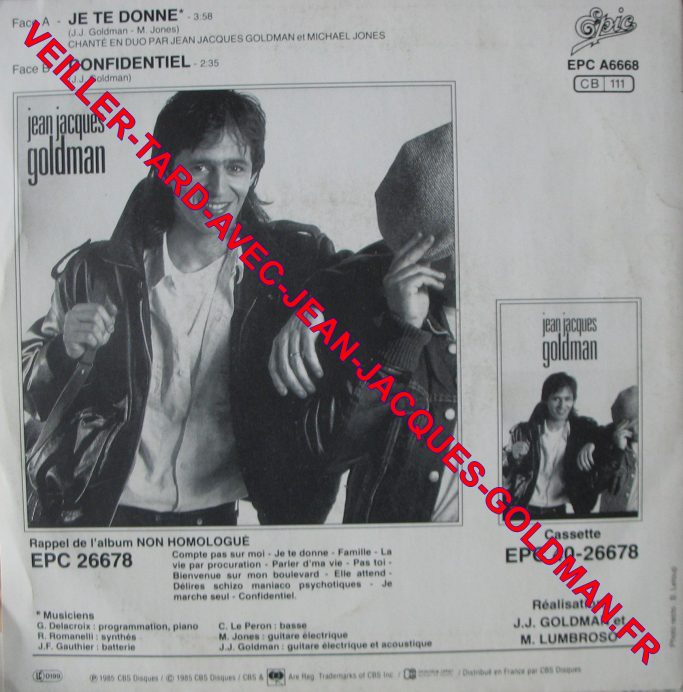 Face A - JE TE DONNE* - 3:58
(J.J. Goldman - M. Jones)
CHANTÉ EN DUO PAR JEAN JACQUES GOLDMAN et MICHAEL JONES
Face B - CONFIDENTIEL - 2:35
(J.J. Goldman)
Epic
EPC A6668
CB 111
jean jacques
goldman
VEILLER-TARD-AVEC-JEAN-JACQUES-GOLDMAN.FR
jean jacques
goldman
Rappel de l'album NON HOMOLOGUÉ
EPC 26678
Compte pas sur moi - Je te donne - Famille - La
vie par procuration - Parler d'ma vie - Pas toi -
Bienvenue sur mon boulevard - Elle attend -
Délires schizo maniaco psychotiques - Je
marche seul - Confidentiel.
Cassette
EPC 26678
* Musiciens
G. Delacroix : programmation, piano
R. Romanelli : synthés
J.F. Gauthier : batterie
C. Le Peron : basse
M. Jones : guitare électrique
J.J. Goldman : guitare électrique et acoustique
Réalisation
J.J. GOLDMAN et
M. LUMBROSO
Ⓟ 1985 CBS Disques / © 1985 CBS Disques / CBS & Are Reg. Trademarks of CBS Inc. / Distribué en France par CBS Disques